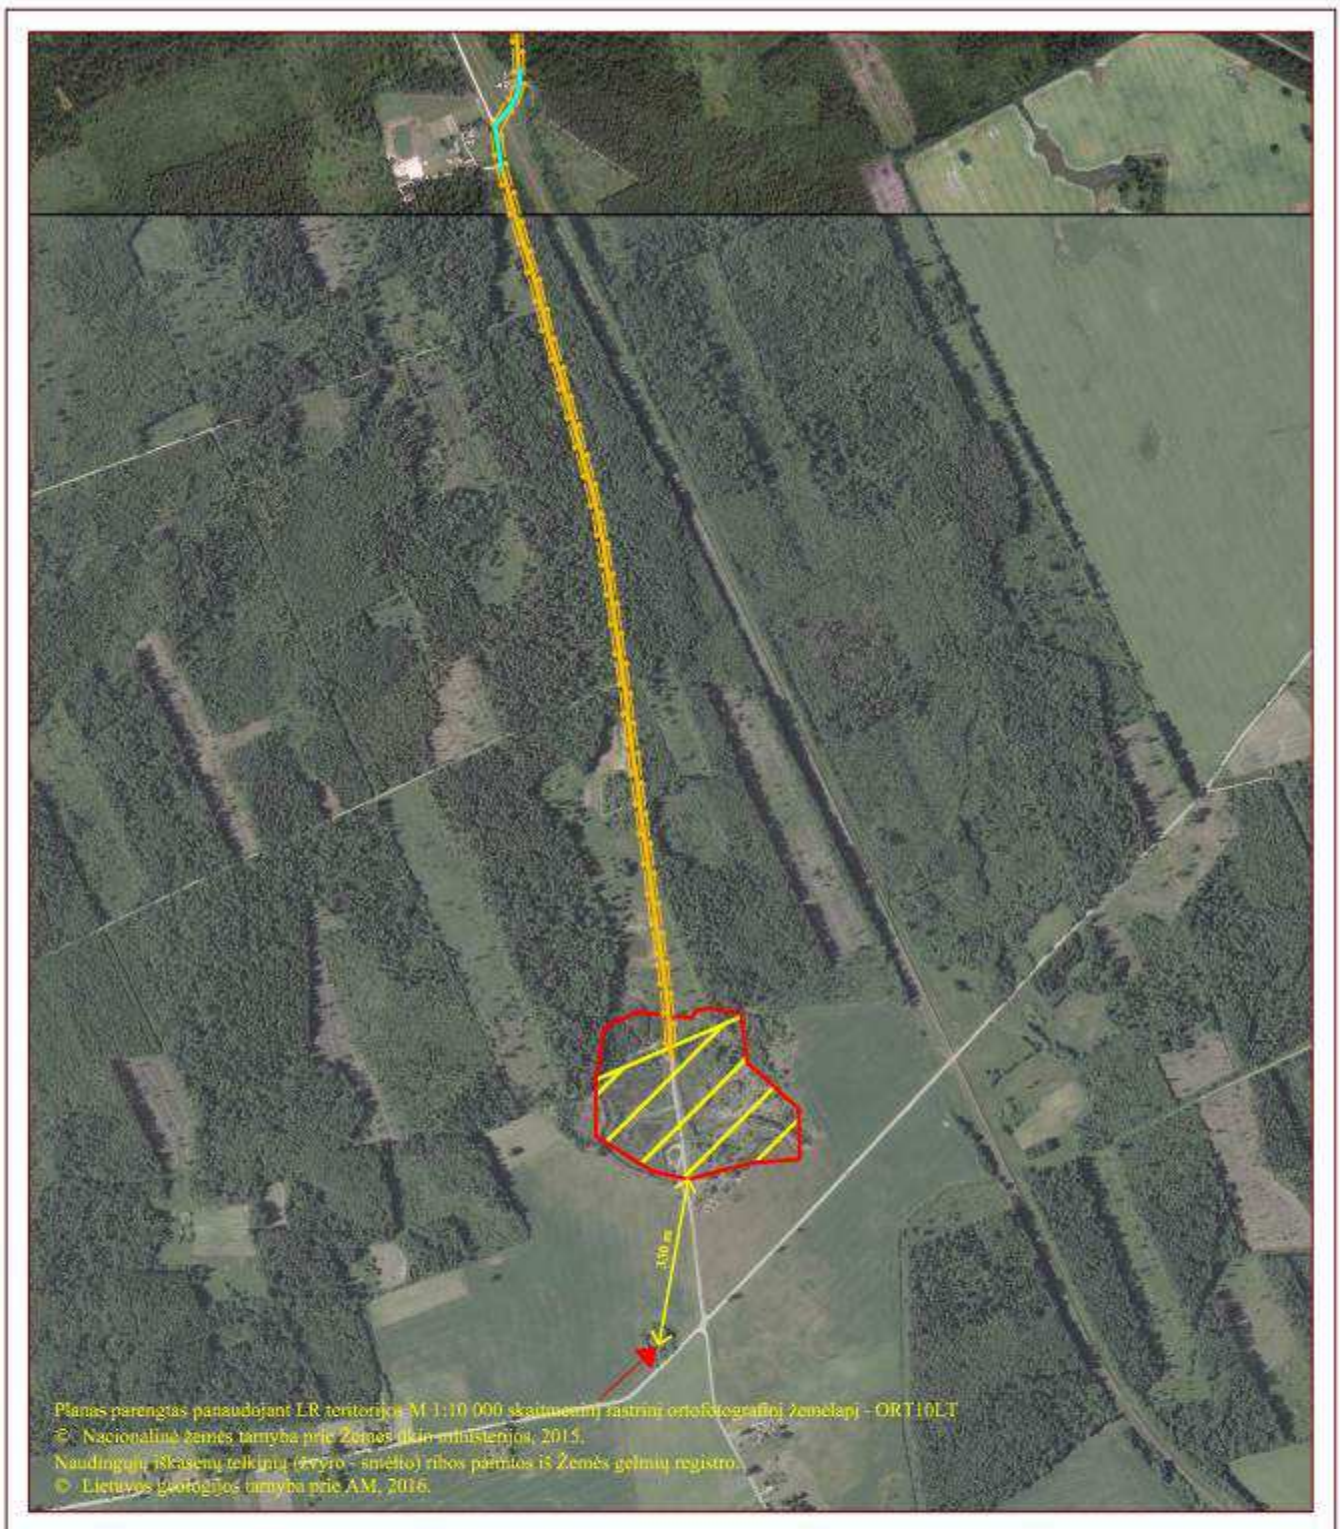 330 m
Planas parengtas panaudojant LR teritorijos M 1:10 000 skaitmeninį rastrinį ortofotografinį žemėlapį - ORT10LT
© Nacionalinė žemės tarnyba prie Žemės ūkio ministerijos, 2015.
Naudingųjų iškasenų telkinių (žvyro - smėlio) ribos paimtos iš Žemės gelmių registro.
© Lietuvos geologijos tarnyba prie AM, 2016.